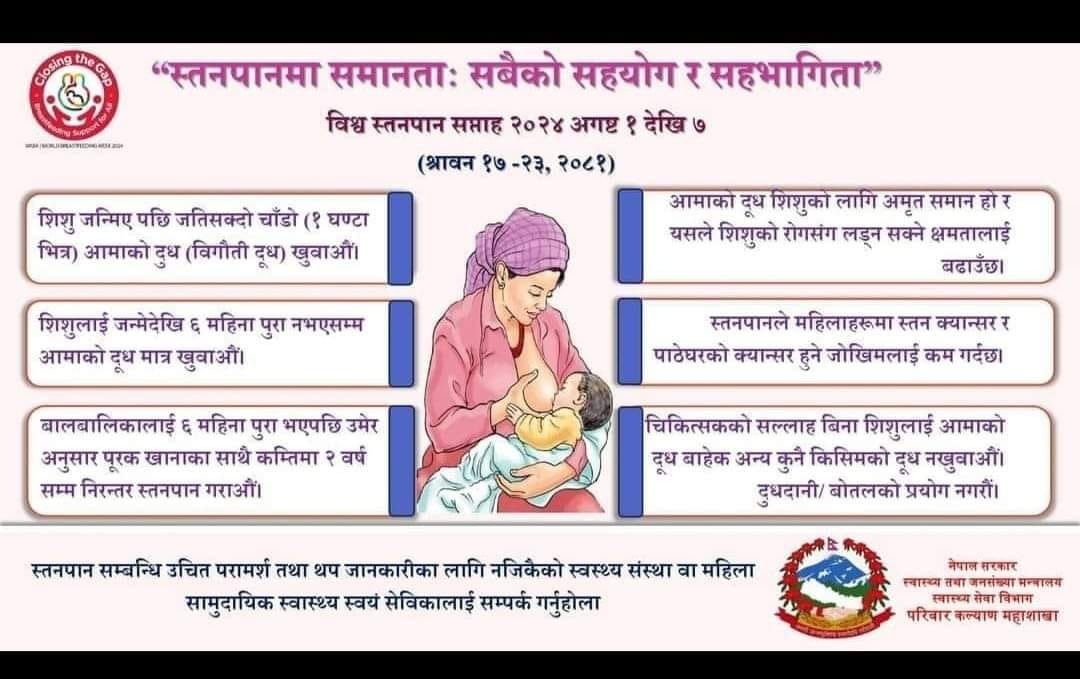 Closing the Gap
Breastfeeding Support for All
WABA | WORLD BREASTFEEDING WEEK 2024
“स्तनपानमा समानताः सबैको सहयोग र सहभागिता”
विश्व स्तनपान सप्ताह २०२४ अगष्ट १ देखि ७
(श्रावन १७ -२३, २०८१)
शिशु जन्मिए पछि जतिसक्दो चाँडो (१ घण्टा
भित्र) आमाको दुध (विगौती दूध) खुवाऔं।
शिशुलाई जन्मेदेखि ६ महिना पुरा नभएसम्म
आमाको दूध मात्र खुवाऔं।
बालबालिकालाई ६ महिना पुरा भएपछि उमेर
अनुसार पूरक खानाका साथै कम्तिमा २ वर्ष
सम्म निरन्तर स्तनपान गराऔं।
आमाको दूध शिशुको लागि अमृत समान हो र
यसले शिशुको रोगसंग लड्न सक्ने क्षमतालाई
बढाउँछ।
स्तनपानले महिलाहरूमा स्तन क्यान्सर र
पाठेघरको क्यान्सर हुने जोखिमलाई कम गर्दछ।
चिकित्सकको सल्लाह बिना शिशुलाई आमाको
दूध बाहेक अन्य कुनै किसिमको दूध नखुवाऔं।
दुधदानी/ बोतलको प्रयोग नगरौं।
स्तनपान सम्बन्धि उचित परामर्श तथा थप जानकारीका लागि नजिकैको स्वस्थ्य संस्था वा महिला
सामुदायिक स्वास्थ्य स्वयं सेविकालाई सम्पर्क गर्नुहोला
नेपाल सरकार
स्वास्थ्य तथा जनसंख्या मन्त्रालय
स्वास्थ्य सेवा विभाग
परिवार कल्याण महाशाखा